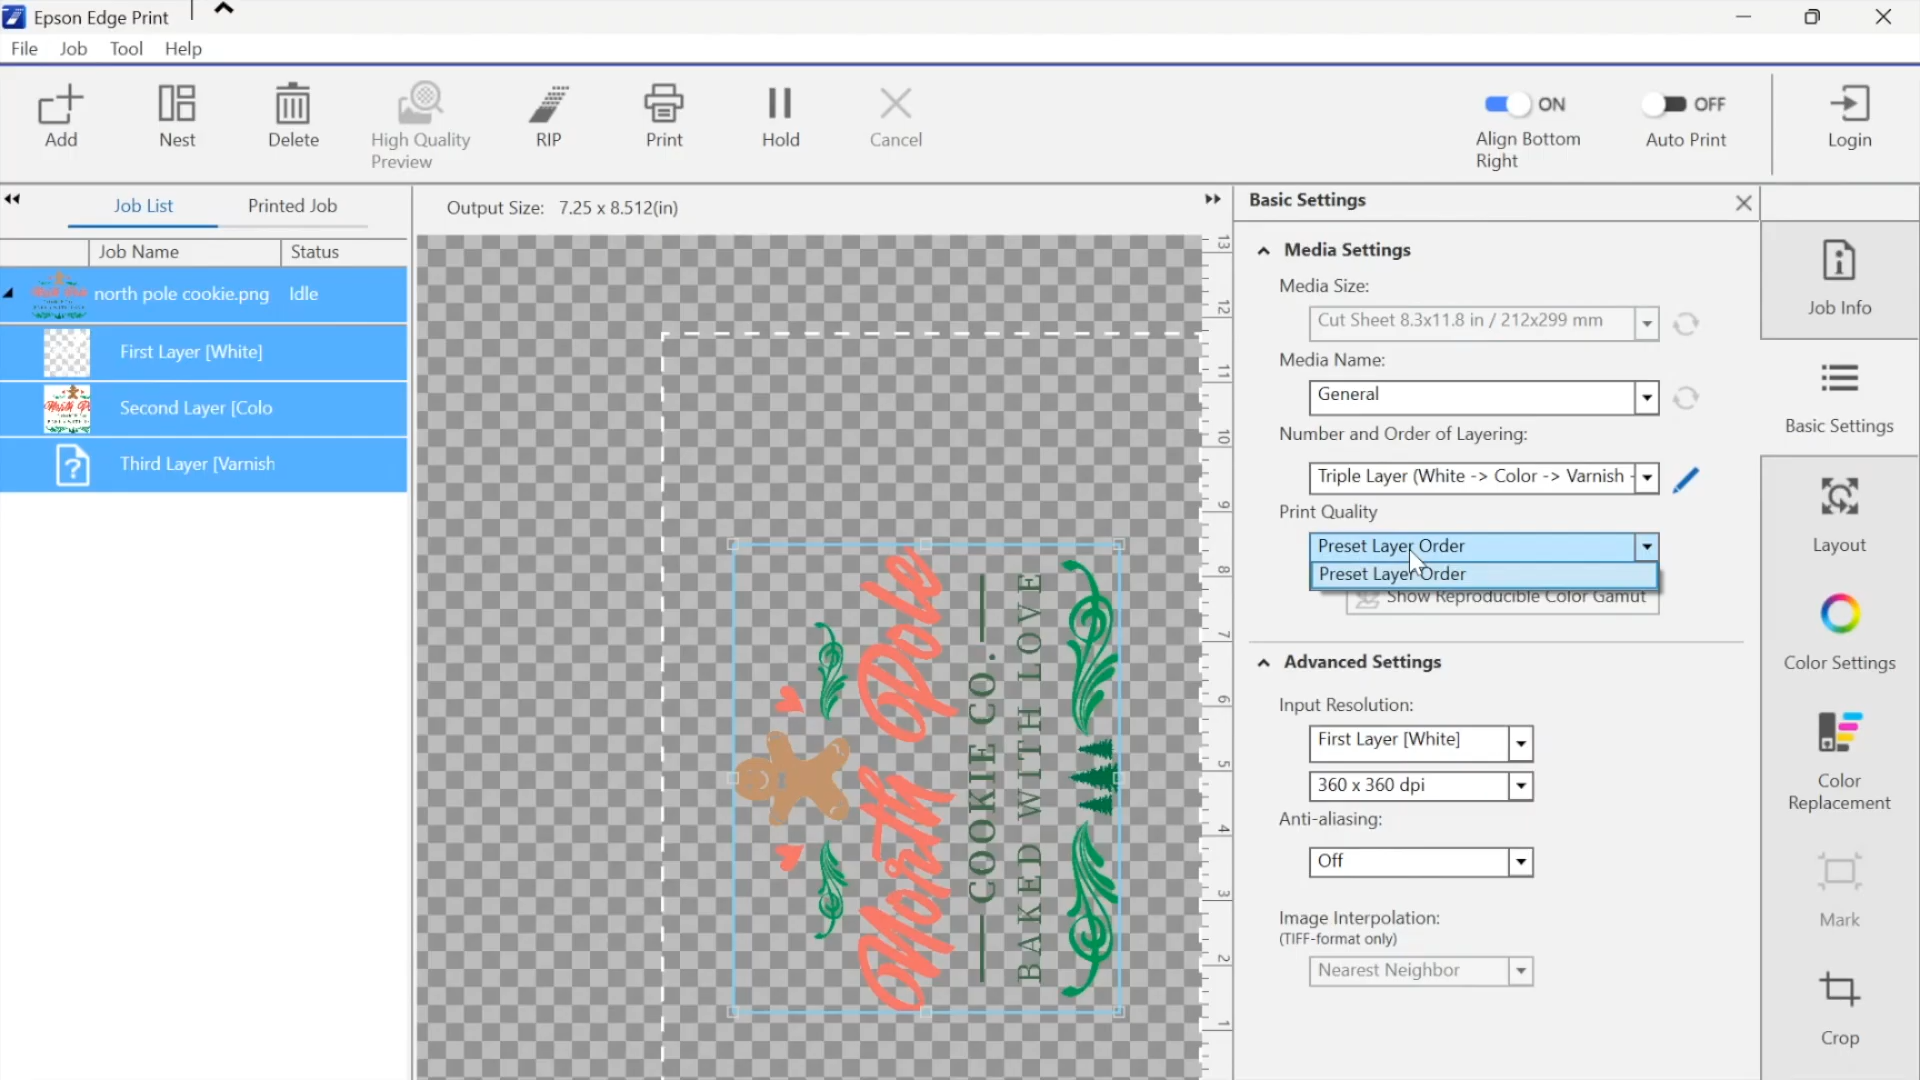 Epson Edge Print
File Job Tool Help
Add
Nest
Delete
High Quality
Preview
RIP
Print
Hold
Cancel
ON
Align Bottom
Right
OFF
Auto Print
Login
Job List
Printed Job
Job Name
Status
north pole cookie.png
Idle
First Layer [White]
Second Layer [Colo
Third Layer [Varnish
Output Size: 7.25 x 8.512(in)
13
12
11
10
9
8
7
6
5
4
3
2
1
North Pole
COOKIE CO.
BAKED WITH LOVE
Basic Settings
Media Settings
Media Size:
Cut Sheet 8.3x11.8 in / 212x299 mm
Media Name:
General
Number and Order of Layering:
Triple Layer (White -> Color -> Varnish -
Print Quality
Preset Layer Order
Preset Layer Order
Show Reproducible Color Gamut
Advanced Settings
Input Resolution:
First Layer [White]
360 x 360 dpi
Anti-aliasing:
Off
Image Interpolation:
(TIFF-format only)
Nearest Neighbor
Job Info
Basic Settings
Layout
Color Settings
Color
Replacement
Mark
Crop